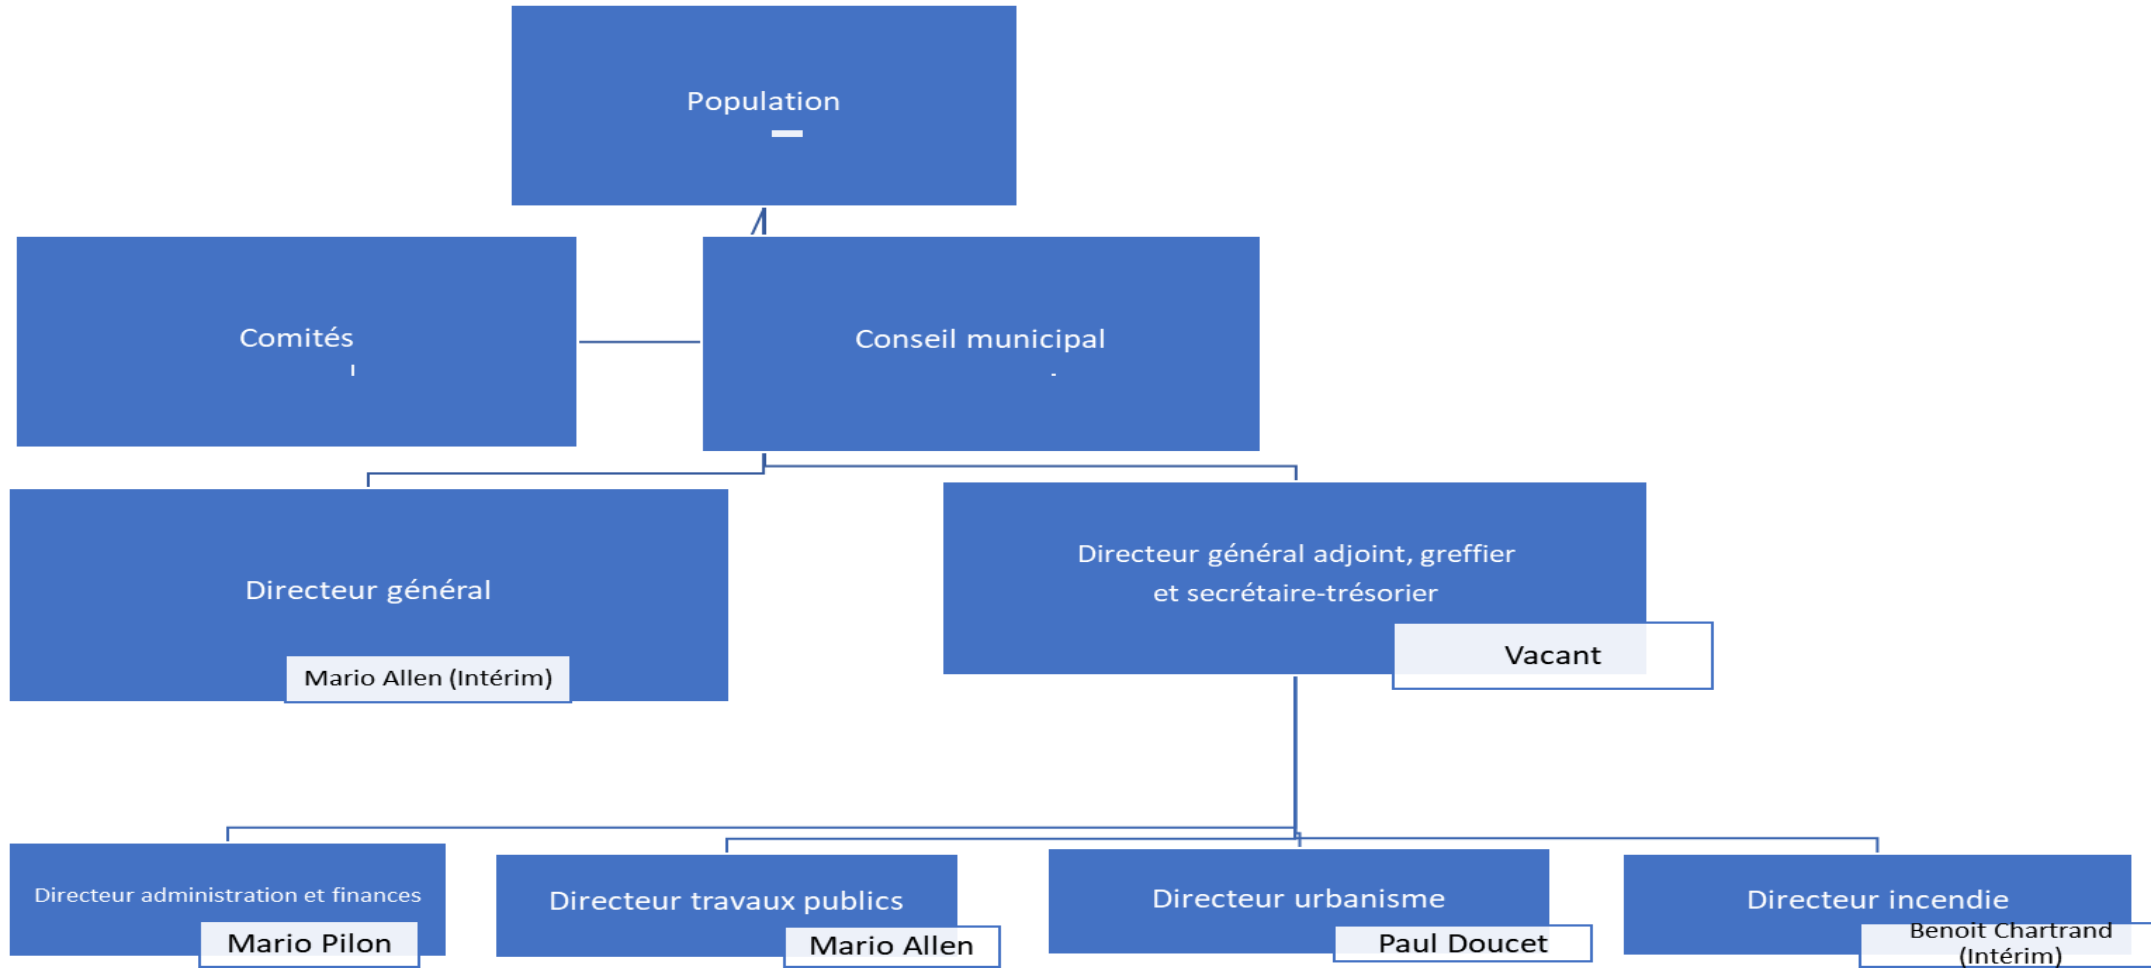 Population
Comités
Conseil municipal
Directeur général
Mario Allen (Intérim)
Directeur général adjoint, greffier
et secrétaire-trésorier
Vacant
Directeur administration et finances
Mario Pilon
Directeur travaux publics
Mario Allen
Directeur urbanisme
Paul Doucet
Directeur incendie
Benoit Chartrand
(Intérim)